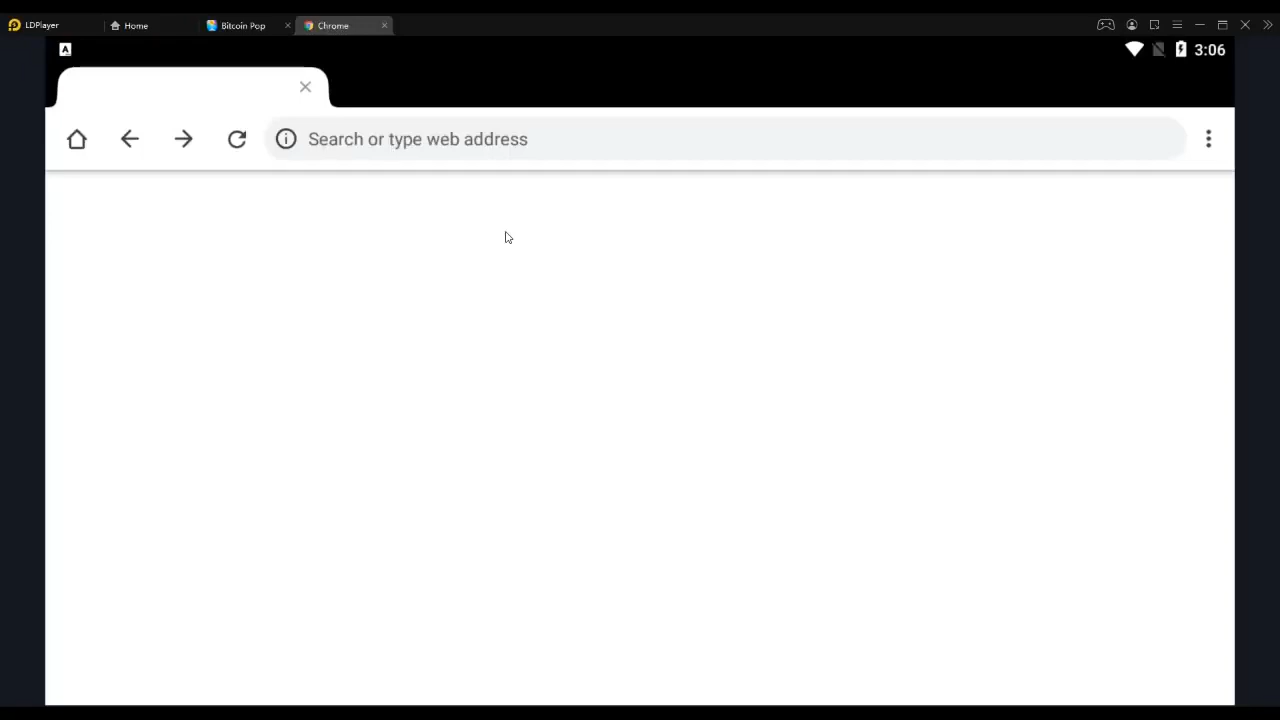 LDPlayer Home Bitcoin Pop Chrome
A 3:06
Search or type web address